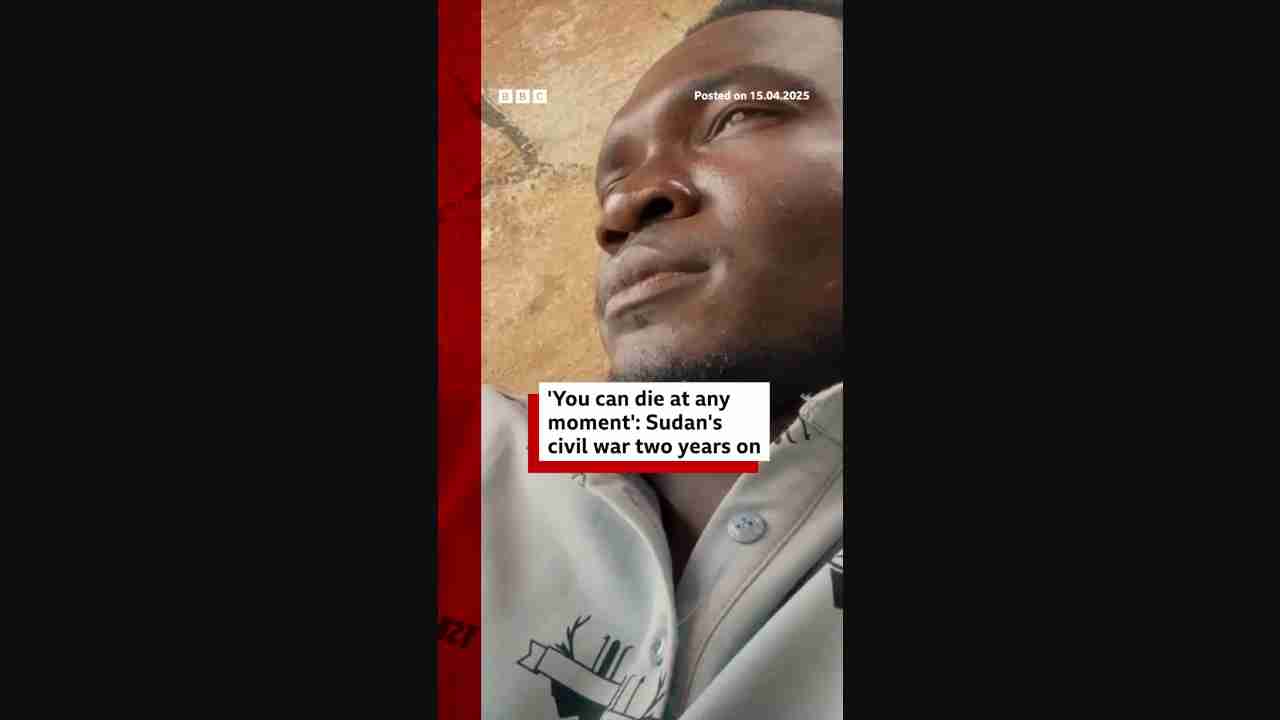 BBC
Posted on 15.04.2025
'You can die at any
moment': Sudan's
civil war two years on